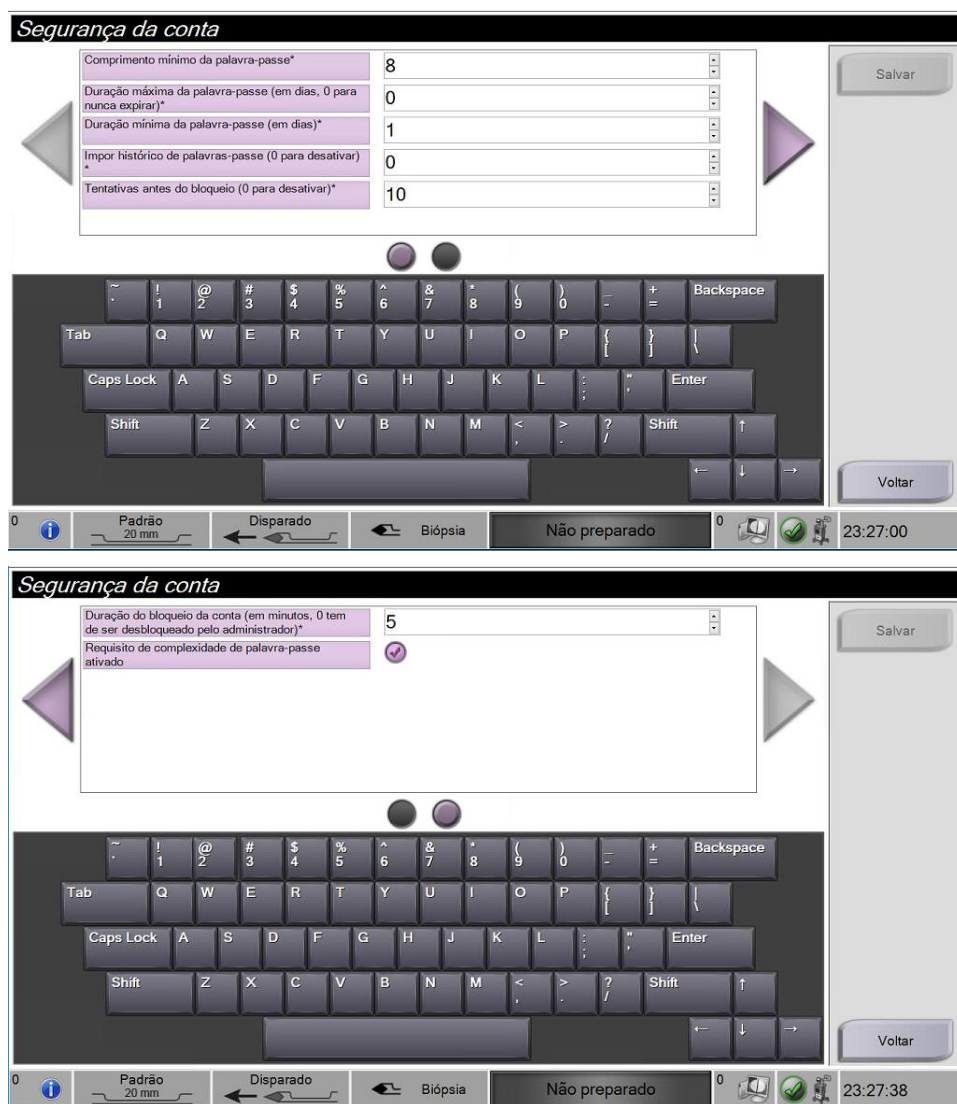 Segurança da conta
Comprimento mínimo da palavra-passe*
8
Salvar
Duração máxima da palavra-passe (em dias, 0 para
nunca expirar)*
0
Duração mínima da palavra-passe (em dias)*
1
Impor histórico de palavras-passe (0 para desativar)
*
0
Tentativas antes do bloqueio (0 para desativar)*
10
~ ! @ # $ % ^ & * ( ) _ + Backspace
` 1 2 3 4 5 6 7 8 9 0 - =
Tab Q W E R T Y U I O P { } |
[ ] \
Caps Lock A S D F G H J K L : " Enter
; '
Shift Z X C V B N M < > ? Shift ↑
, . /
← ↓ →
Voltar
0 Padrão Disparado Biópsia Não preparado 0 23:27:00
20 mm
Segurança da conta
Duração do bloqueio da conta (em minutos, 0 tem
de ser desbloqueado pelo administrador)*
5
Salvar
Requisito de complexidade de palavra-passe
ativado
~ ! @ # $ % ^ & * ( ) _ + Backspace
` 1 2 3 4 5 6 7 8 9 0 - =
Tab Q W E R T Y U I O P { } |
[ ] \
Caps Lock A S D F G H J K L : " Enter
; '
Shift Z X C V B N M < > ? Shift ↑
, . /
← ↓ →
Voltar
0 Padrão Disparado Biópsia Não preparado 0 23:27:38
20 mm